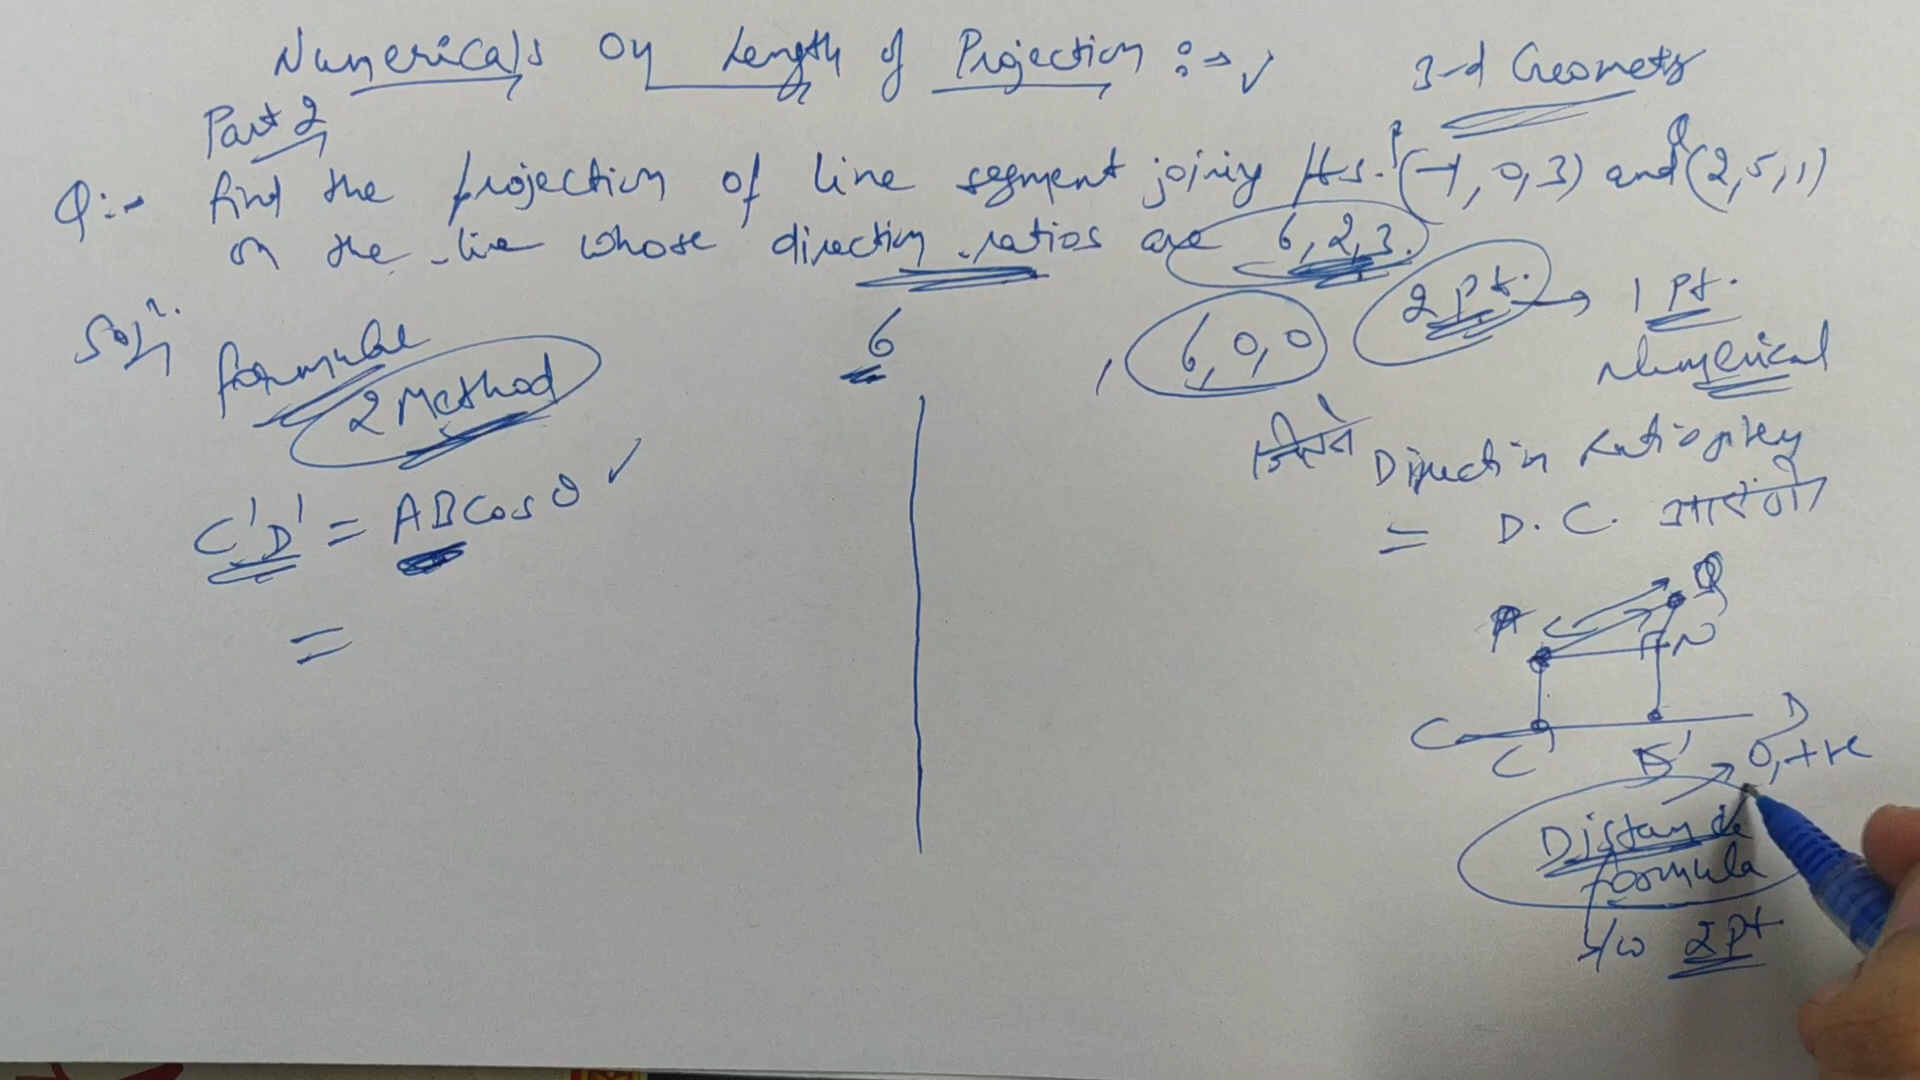 Numericals On Length of Projection :→ ✓
3-d Geometry
Part 2
Q:- find the projection of line segment joining pts. P(-1, 0, 3) and Q(2, 5, 1)
on the line whose direction ratios are 6, 2, 3.
Soln.
formulae
2 Method
6
, 6, 0, 0
2 Pt. → 1 Pt.
Numerical
C'D' = AB Cos θ ✓
=
Direction Ratio
= D. C.
P Q
N
C D
C' D'
0, +ve
Distance
formula
b/w 2 Pt